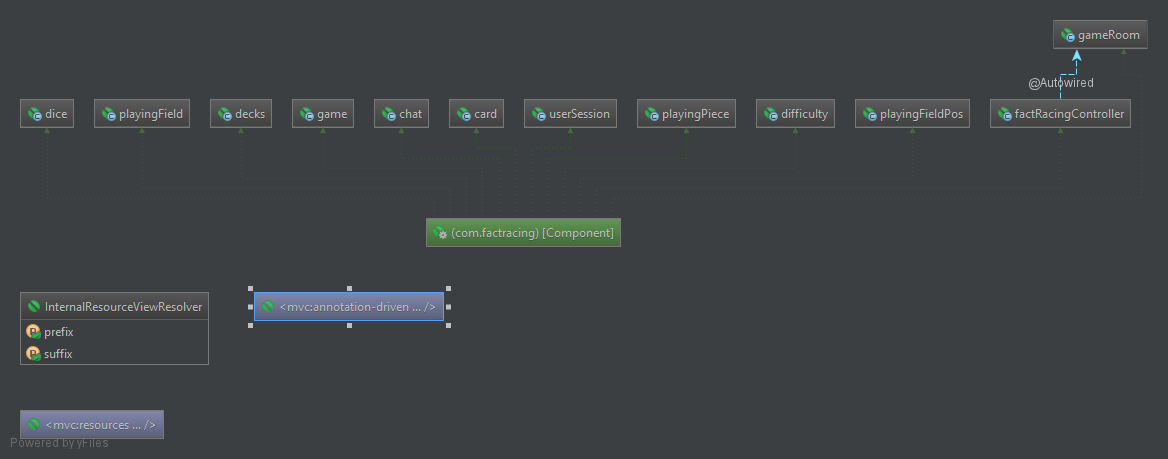 gameRoom
@Autowired
dice
playingField
decks
game
chat
card
userSession
playingPiece
difficulty
playingFieldPos
factRacingController
(com.factracing) [Component]
InternalResourceViewResolver
prefix
suffix
<mvc:annotation-driven ... />
<mvc:resources ... />
Powered by yFiles